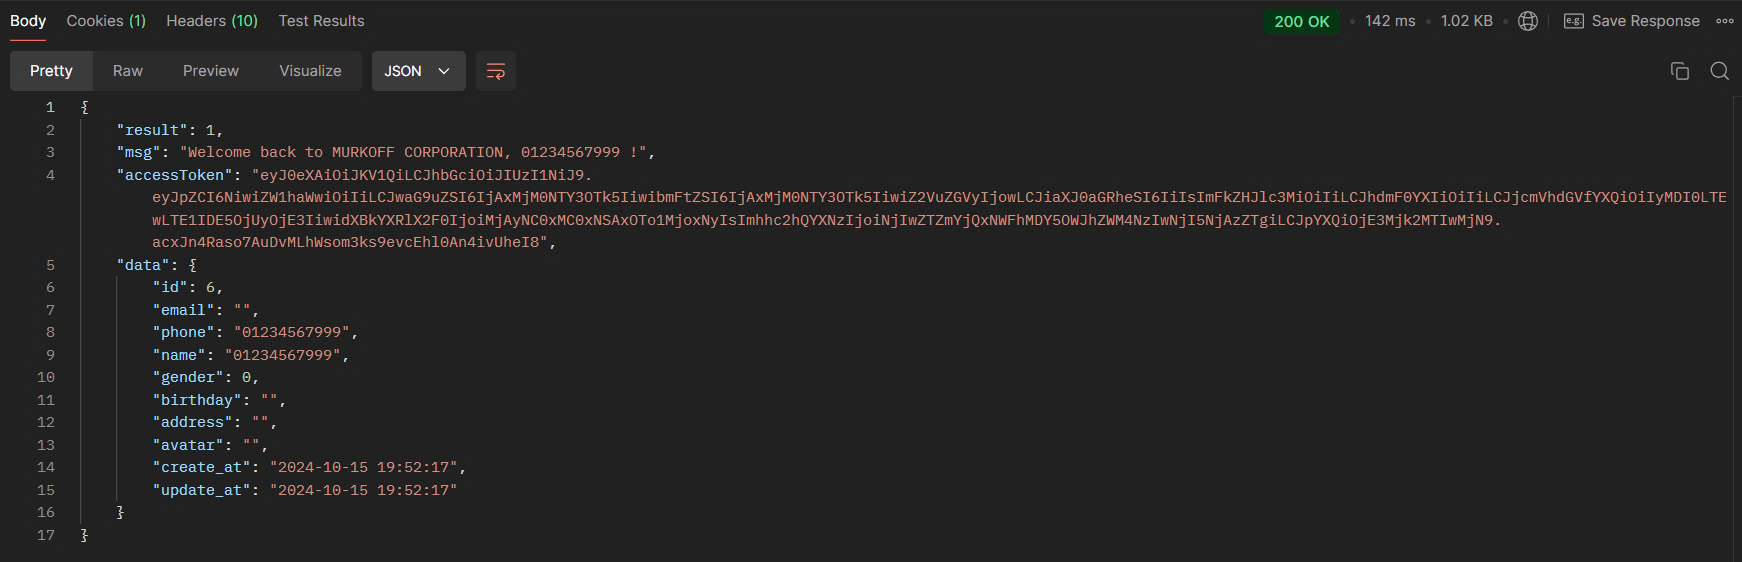 Body Cookies (1) Headers (10) Test Results 200 OK 142 ms 1.02 KB e.g. Save Response
Pretty Raw Preview Visualize JSON
1 {
2 "result": 1,
3 "msg": "Welcome back to MURKOFF CORPORATION, 01234567999 !",
4 "accessToken": "eyJ0eXAiOiJKV1QiLCJhbGciOiJIUzI1NiJ9.
eyJpZCI6NiwiZW1haWwiOiIiLCJwaG9uZSI6IjAxMjM0NTY3OTk5IiwibmFtZSI6IjAxMjM0NTY3OTk5IiwiZ2VuZGVyIjowLCJiaXJ0aGRheSI6IiIsImFkZHJlc3MiOiIiLCJhdmF0YXIiOiIiLCJjcmVhdGVfYXQiOiIyMDI0LTE
wLTE1IDE5OjUyOjE3IiwidXBkYXRlX2F0IjoiMjAyNC0xMC0xNSAxOTo1MjoxNyIsImhhc2hQYXNzIjoiNjIwZTZmYjQxNWFhMDY5OWJhZWM4NzIwNjI5NjAzZTgiLCJpYXQiOjE3Mjk2MTIwMjN9.
acxJn4Raso7AuDvMLhWsom3ks9evcEhl0An4ivUheI8",
5 "data": {
6 "id": 6,
7 "email": "",
8 "phone": "01234567999",
9 "name": "01234567999",
10 "gender": 0,
11 "birthday": "",
12 "address": "",
13 "avatar": "",
14 "create_at": "2024-10-15 19:52:17",
15 "update_at": "2024-10-15 19:52:17"
16 }
17 }